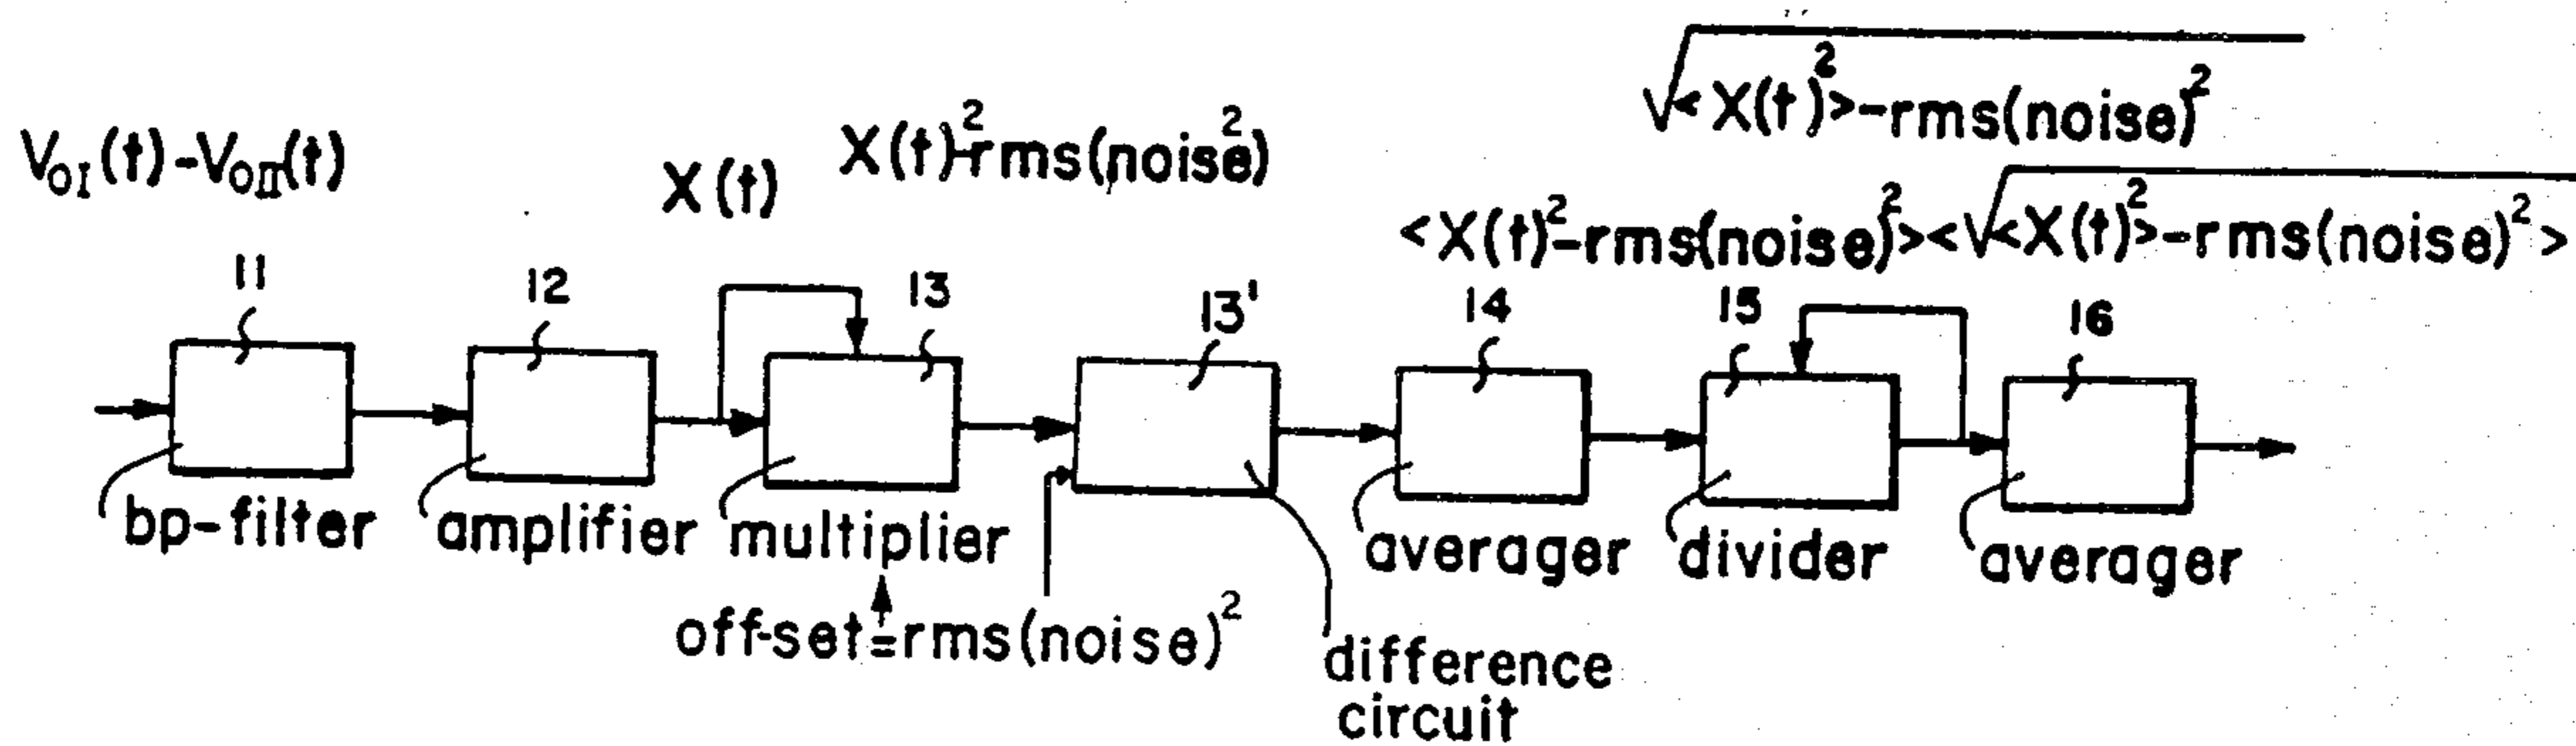 √<X(t)²>-rms(noise)²
V₀I(t)-V₀II(t)
X(t)
X(t)²-rms(noise²)
<X(t)²-rms(noise)²>
<√<X(t)²>-rms(noise)²>
11
12
13
13'
14
15
16
bp-filter
amplifier
multiplier
averager
divider
averager
off-set=rms(noise)²
difference
circuit